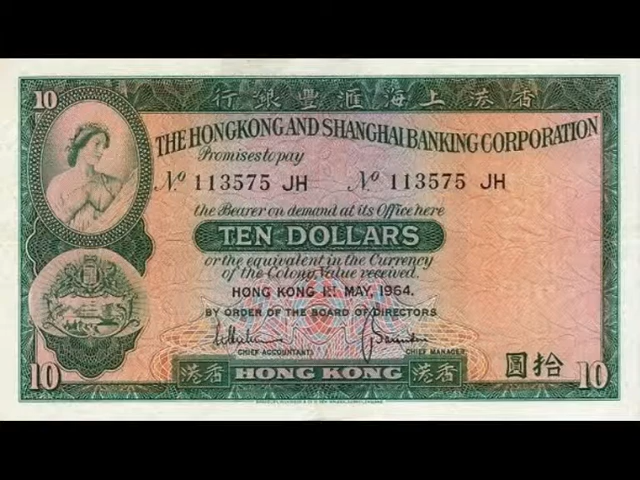 10
行銀豐滙海上港香
THE HONGKONG AND SHANGHAI BANKING CORPORATION
Promises to pay
Nº 113575 JH Nº 113575 JH
the Bearer on demand at its Office here
TEN DOLLARS
or the equivalent in the Currency
of the Colony, Value received.
HONG KONG 1ST MAY, 1964.
BY ORDER OF THE BOARD OF DIRECTORS
CHIEF ACCOUNTANT CHIEF MANAGER
10 港香 HONG KONG 港香 圓拾 10